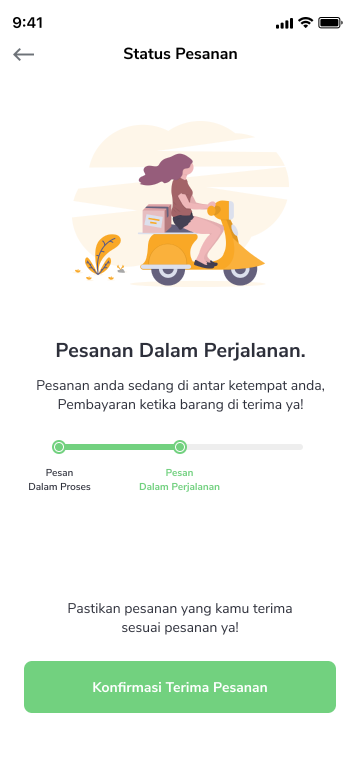 9:41
Status Pesanan
Pesanan Dalam Perjalanan.
Pesanan anda sedang di antar ketempat anda,
Pembayaran ketika barang di terima ya!
Pesan
Dalam Proses
Pesan
Dalam Perjalanan
Pastikan pesanan yang kamu terima
sesuai pesanan ya!
Konfirmasi Terima Pesanan